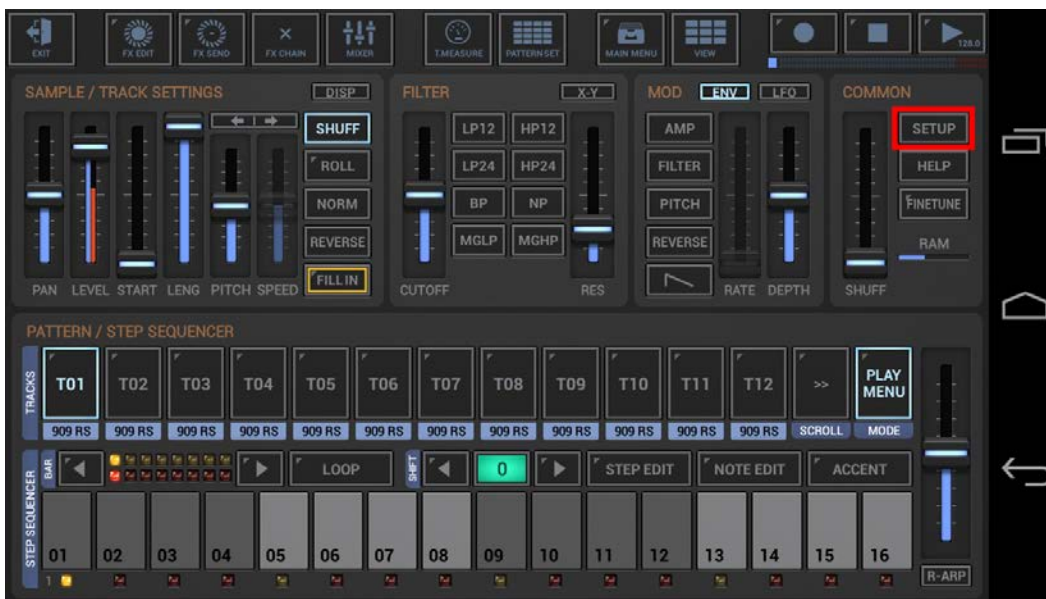 EXIT
FX EDIT
FX SEND
FX CHAIN
MIXER
T.MEASURE
PATTERN SET
MAIN MENU
VIEW
128.0
SAMPLE / TRACK SETTINGS
DISP
FILTER
X-Y
MOD
ENV
LFO
COMMON
SHUFF
LP12
HP12
AMP
SETUP
ROLL
LP24
HP24
FILTER
HELP
NORM
BP
NP
PITCH
FINETUNE
REVERSE
MGLP
MGHP
REVERSE
RAM
FILL IN
PAN
LEVEL
START
LENG
PITCH
SPEED
CUTOFF
RES
RATE
DEPTH
SHUFF
PATTERN / STEP SEQUENCER
TRACKS
T01
T02
T03
T04
T05
T06
T07
T08
T09
T10
T11
T12
>>
PLAY
MENU
909 RS
909 RS
909 RS
909 RS
909 RS
909 RS
909 RS
909 RS
909 RS
909 RS
909 RS
909 RS
SCROLL
MODE
STEP SEQUENCER
BAR
LOOP
SHIFT
0
STEP EDIT
NOTE EDIT
ACCENT
01
02
03
04
05
06
07
08
09
10
11
12
13
14
15
16
1
R-ARP